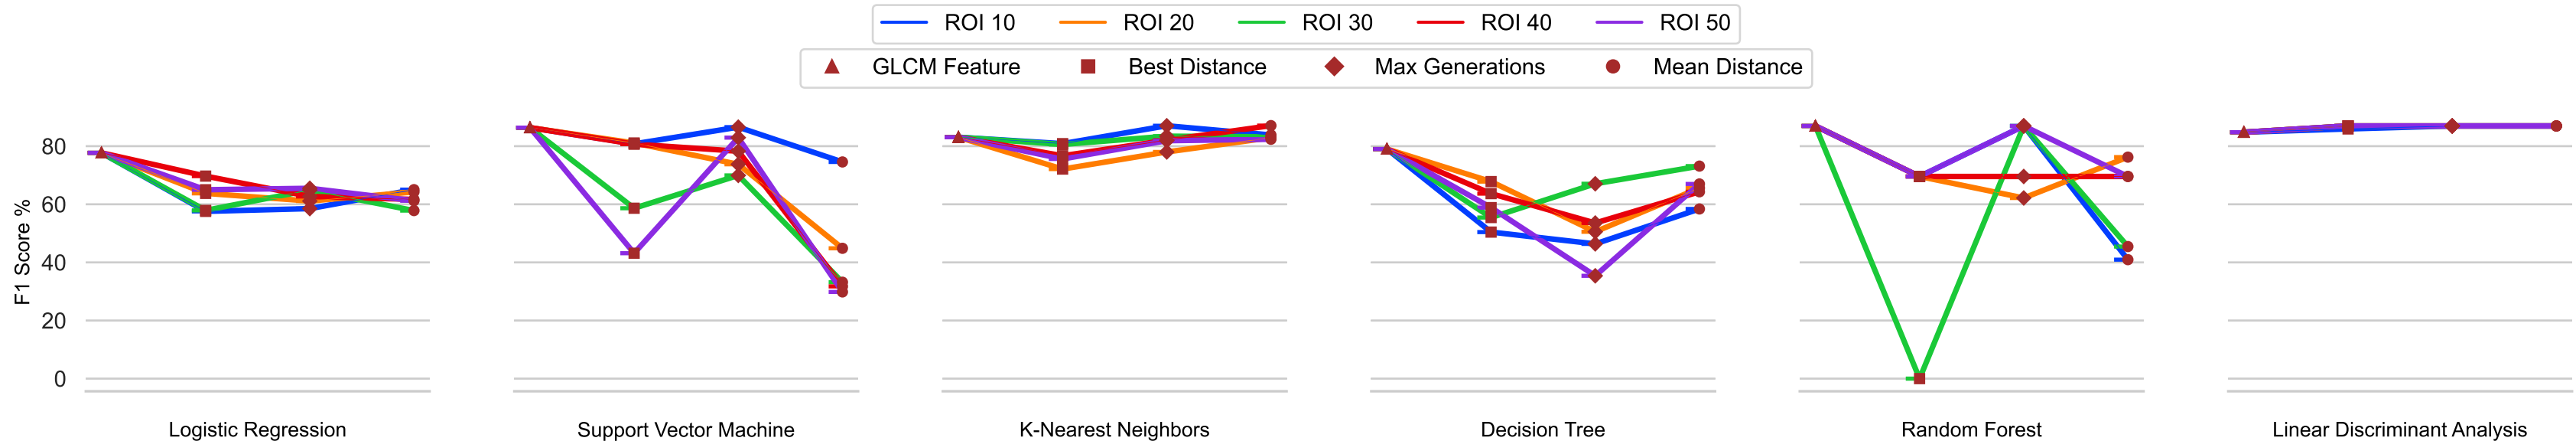 ROI 10 ROI 20 ROI 30 ROI 40 ROI 50
GLCM Feature Best Distance Max Generations Mean Distance
F1 Score %
80
60
40
20
0
Logistic Regression Support Vector Machine K-Nearest Neighbors Decision Tree Random Forest Linear Discriminant Analysis